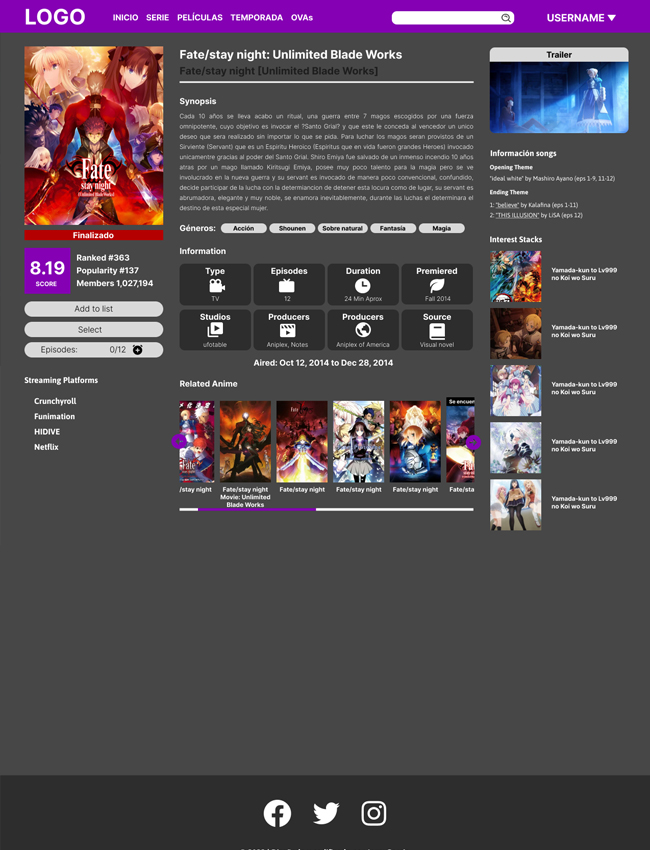 LOGO
INICIO SERIE PELÍCULAS TEMPORADA OVAs
USERNAME
Fate
stay night
[Unlimited Blade Works]
Finalizado
8.19
SCORE
Ranked #363
Popularity #137
Members 1,027,194
Add to list
Select
Episodes: 0/12
Streaming Platforms
Crunchyroll
Funimation
HIDIVE
Netflix
Fate/stay night: Unlimited Blade Works
Fate/stay night [Unlimited Blade Works]
Synopsis
Cada 10 años se lleva acabo un ritual, una guerra entre 7 magos escogidos por una fuerza
omnipotente, cuyo objetivo es invocar el ?Santo Grial? y que este le conceda al vencedor un unico
deseo que sera realizado sin importar lo que se pida. Para luchar los magos seran provistos de un
Sirviente (Servant) que es un Espiritu Heroico (Espiritus que en vida fueron grandes Heroes) invocado
unicamente gracias al poder del Santo Grial. Shiro Emiya fue salvado de un inmenso incendio 10 años
atras por un mago llamado Kiritsugi Emiya, posee muy poco talento para la magia pero se ve
involucrado en la nueva guerra y su servant es invocado de manera poco convencional, confundido,
decide participar de la lucha con la determiancion de detener esta locura como de lugar, su servant es
abrumadora, elegante y muy noble, se enamora inevitablemente, durante las luchas el determinara el
destino de esta especial mujer.
Géneros: Acción Shounen Sobre natural Fantasía Magia
Information
Type
TV
Episodes
12
Duration
24 Min Aprox
Premiered
Fall 2014
Studios
ufotable
Producers
Aniplex, Notes
Producers
Aniplex of America
Source
Visual novel
Aired: Oct 12, 2014 to Dec 28, 2014
Related Anime
Se encuen
/stay night
Fate/stay night
Movie: Unlimited
Blade Works
Fate/stay night
Fate/stay night
Fate/stay night
Fate/sta
Trailer
Información songs
Opening Theme
"ideal white" by Mashiro Ayano (eps 1-9, 11-12)
Ending Theme
1: "believe" by Kalafina (eps 1-11)
2: "THIS ILLUSION" by LiSA (eps 12)
Interest Stacks
Yamada-kun to Lv999
no Koi wo Suru
Yamada-kun to Lv999
no Koi wo Suru
Yamada-kun to Lv999
no Koi wo Suru
Yamada-kun to Lv999
no Koi wo Suru
Yamada-kun to Lv999
no Koi wo Suru